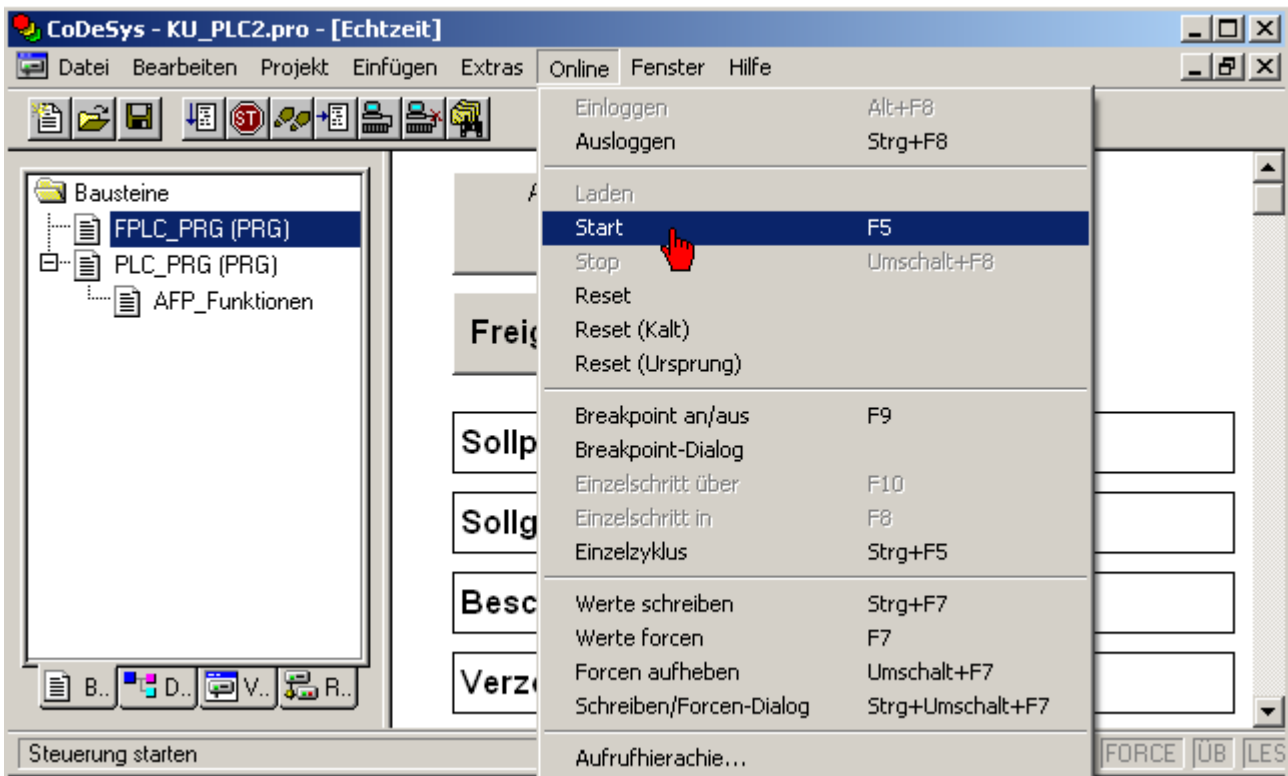 CoDeSys - KU_PLC2.pro - [Echtzeit]
Datei Bearbeiten Projekt Einfügen Extras Online Fenster Hilfe
Einloggen Alt+F8
Ausloggen Strg+F8
Laden
Start F5
Stop Umschalt+F8
Reset
Reset (Kalt)
Reset (Ursprung)
Breakpoint an/aus F9
Breakpoint-Dialog
Einzelschritt über F10
Einzelschritt in F8
Einzelzyklus Strg+F5
Werte schreiben Strg+F7
Werte forcen F7
Forcen aufheben Umschalt+F7
Schreiben/Forcen-Dialog Strg+Umschalt+F7
Aufrufhierachie...
ST
Bausteine
FPLC_PRG (PRG)
PLC_PRG (PRG)
AFP_Funktionen
B.. D.. V.. R..
Freig
Sollp
Sollg
Besc
Verz
Steuerung starten
FORCE ÜB LES